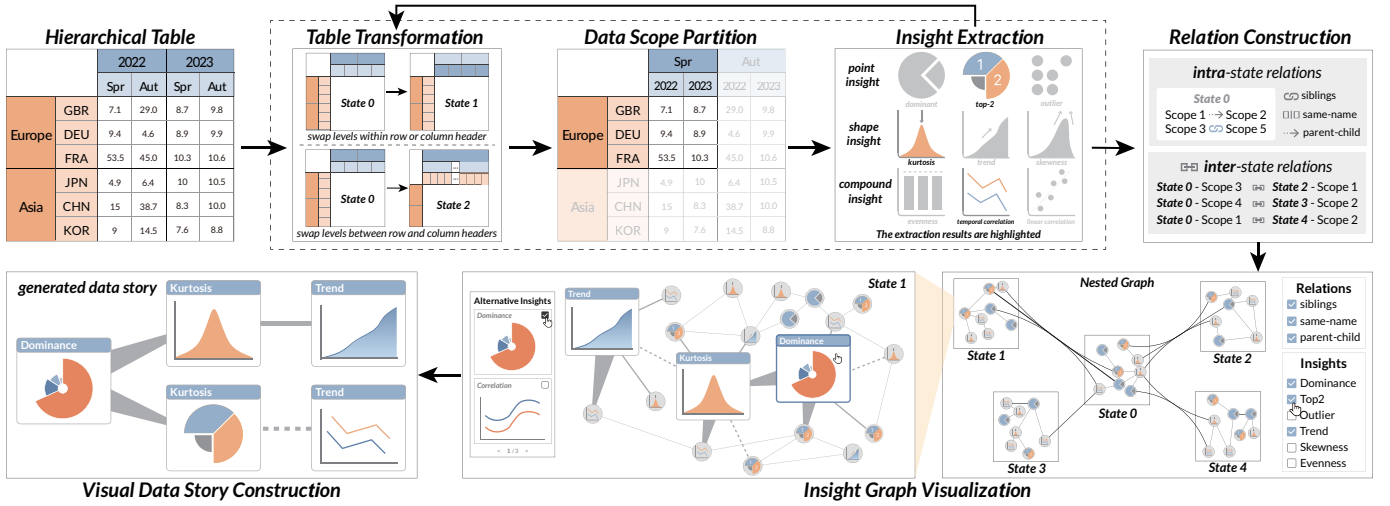 Hierarchical Table
2022 2023
Spr Aut Spr Aut
Europe
GBR 7.1 29.0 8.7 9.8
DEU 9.4 4.6 8.9 9.9
FRA 53.5 45.0 10.3 10.6
Asia
JPN 4.9 6.4 10 10.5
CHN 15 38.7 8.3 10.0
KOR 9 14.5 7.6 8.8
Table Transformation
State 0 State 1
swap levels within row or column header
State 0 State 2
swap levels between row and column headers
Data Scope Partition
Spr Aut
2022 2023 2022 2023
Europe
GBR 7.1 8.7 29.0 9.8
DEU 9.4 8.9 4.6 9.9
FRA 53.5 10.3 45.0 10.6
Asia
JPN 4.9 10 6.4 10.5
CHN 15 8.3 38.7 10.0
KOR 9 7.6 14.5 8.8
Insight Extraction
point
insight
1
2
dominant top-2 outlier
shape
insight
kurtosis trend skewness
compound
insight
evenness temporal correlation linear correlation
The extraction results are highlighted
Relation Construction
intra-state relations
State 0
Scope 1 Scope 2
Scope 3 Scope 5
siblings
same-name
parent-child
inter-state relations
State 0 - Scope 3 State 2 - Scope 1
State 0 - Scope 4 State 3 - Scope 2
State 0 - Scope 1 State 4 - Scope 2
generated data story
Dominance
Kurtosis
Trend
Kurtosis
Trend
Visual Data Story Construction
Alternative Insights
Dominance
Correlation
< 1 / 3 >
State 1
Trend
Kurtosis
Dominance
Nested Graph
State 1
State 2
State 0
State 3
State 4
Relations
siblings
same-name
parent-child
Insights
Dominance
Top2
Outlier
Trend
Skewness
Evenness
Insight Graph Visualization